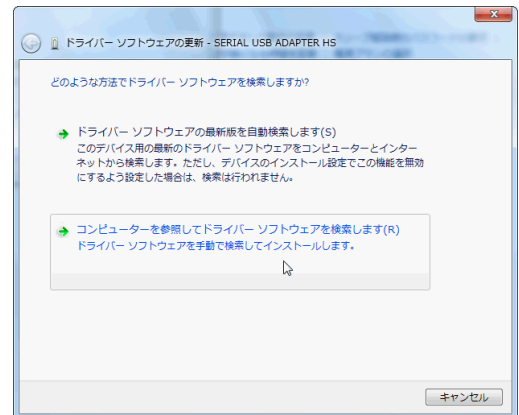 ドライバー ソフトウェアの更新 - SERIAL USB ADAPTER HS
どのような方法でドライバー ソフトウェアを検索しますか?
ドライバー ソフトウェアの最新版を自動検索します(S)
このデバイス用の最新のドライバー ソフトウェアをコンピューターとインター
ネットから検索します。ただし、デバイスのインストール設定でこの機能を無効
にするよう設定した場合は、検索は行われません。
コンピューターを参照してドライバー ソフトウェアを検索します(R)
ドライバー ソフトウェアを手動で検索してインストールします。
キャンセル